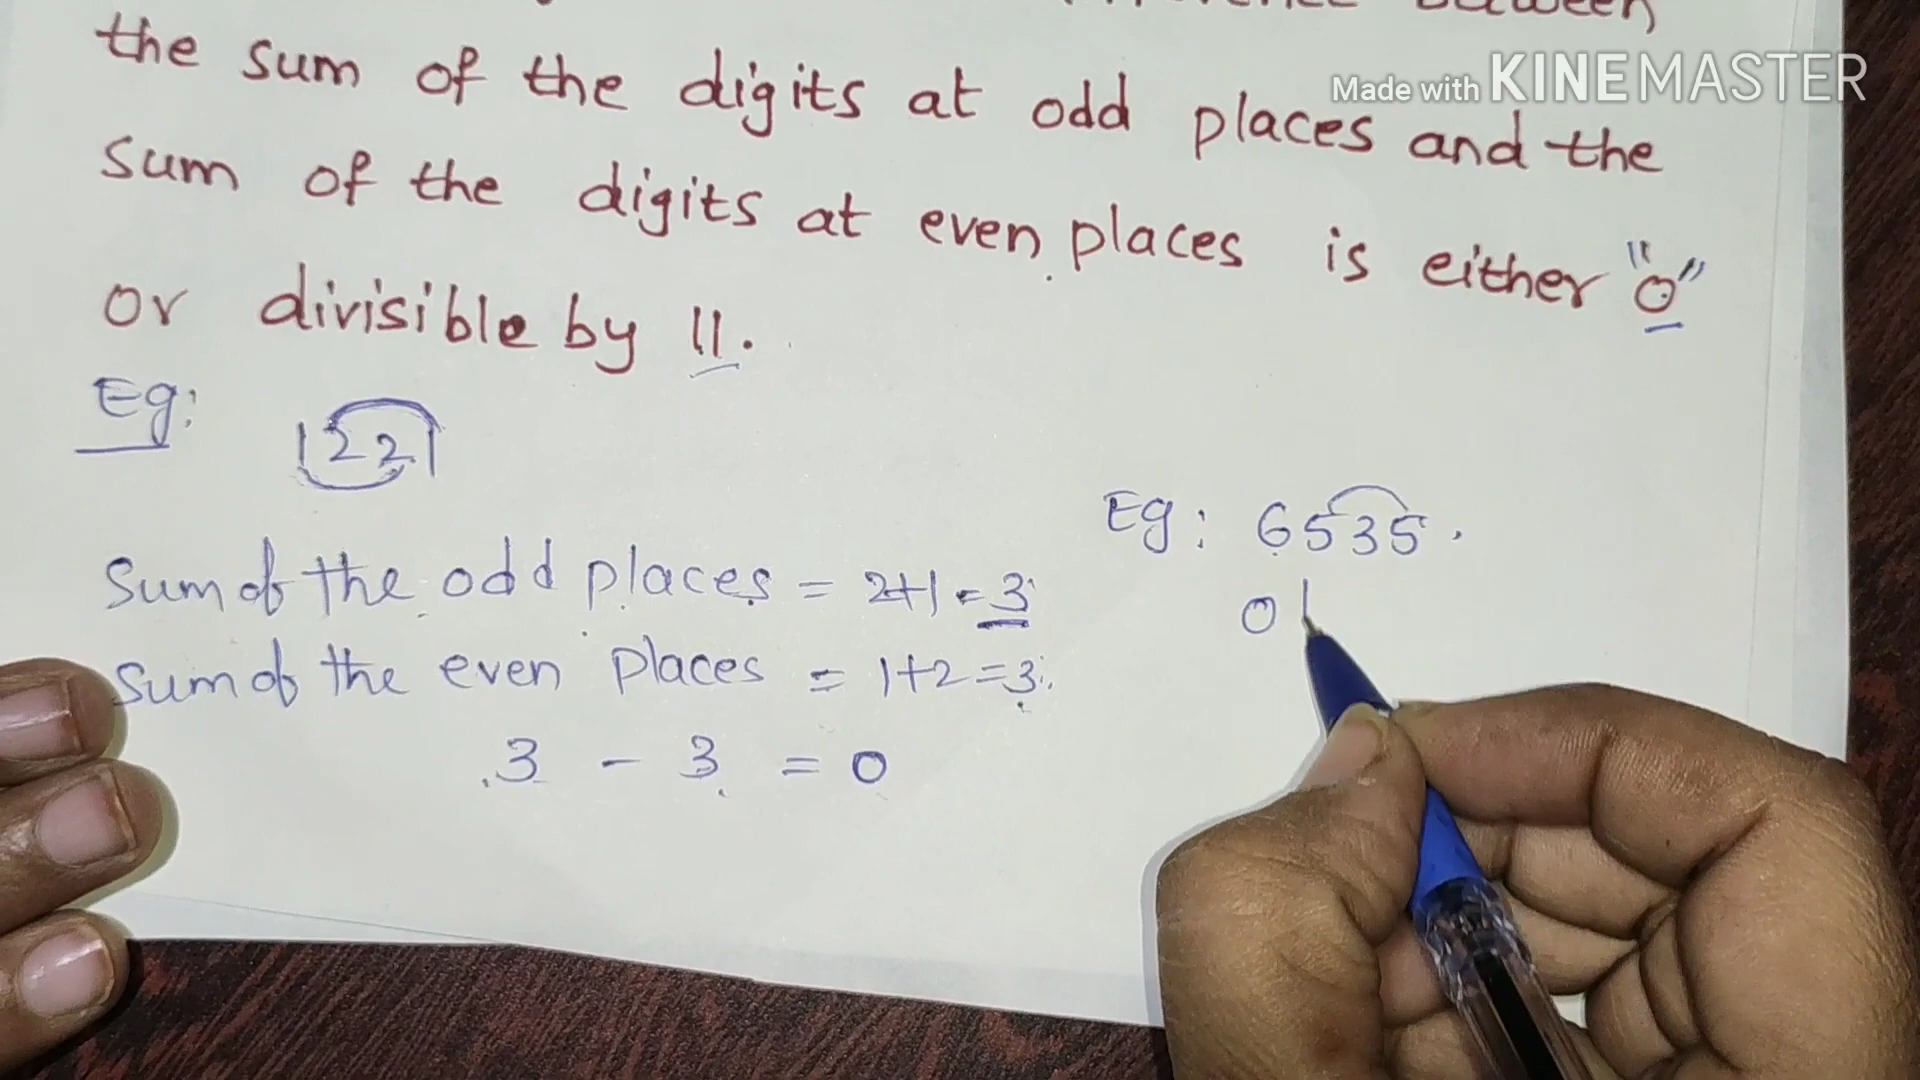 between
the sum of the digits at odd places and the
Made with KINEMASTER
sum of the digits at even places is either "0"
or divisible by 11.
Eg:
1221
Eg: 6535.
Sum of the odd places = 2+1=3
0
Sum of the even places = 1+2=3
3 - 3 = 0